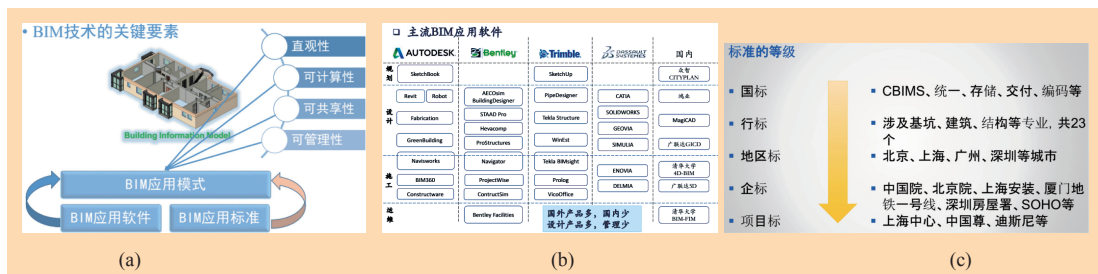 • BIM技术的关键要素
直观性
可计算性
可共享性
可管理性
Building Information Model
BIM应用模式
BIM应用软件 BIM应用标准
(a)
主流BIM应用软件
AUTODESK Bentley Trimble DASSAULT SYSTEMES 国内
规划 SketchBook SketchUp 众智 CITYPLAN
设计 Revit Robot AECOsim BuildingDesigner PipeDesigner CATIA 鸿业
Fabrication STAAD Pro Tekla Structure SOLIDWORKS MagiCAD
Hevacomp GEOVIA
GreenBuilding ProStructures WinEst SIMULIA 广联达GICD
施工 Navisworks Navigator Tekla BIMsight ENOVIA 清华大学 4D-BIM
BIM360 ProjectWise Prolog DELMIA 广联达5D
Constructware ContructSim VicoOffice
运维 Bentley Facilities 清华大学 BIM-FIM
国外产品多，国内少
设计产品多，管理少
(b)
标准的等级
▪ 国标 ▪ CBIMS、统一、存储、交付、编码等
▪ 行标 ▪ 涉及基坑、建筑、结构等专业, 共23
个
▪ 地区标 ▪ 北京、上海、广州、深圳等城市
▪ 企标 ▪ 中国院、北京院、上海安装、厦门地
铁一号线、深圳房屋署、SOHO等
▪ 项目标 ▪ 上海中心、中国尊、迪斯尼等
(c)